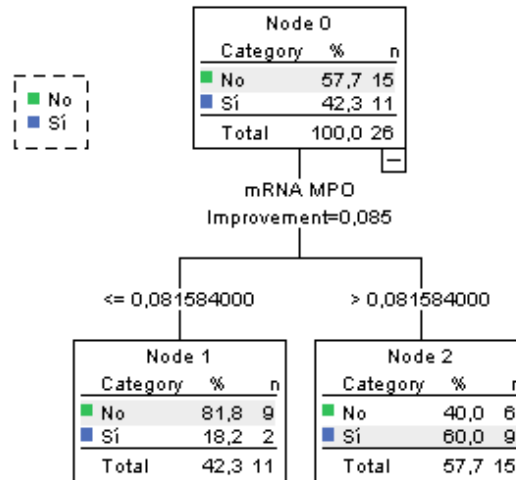 Node 0
Category % n
No 57,7 15
Sí 42,3 11
Total 100,0 26
No
Sí
mRNA MPO
Improvement=0,085
<= 0,081584000
> 0,081584000
Node 1
Category % n
No 81,8 9
Sí 18,2 2
Total 42,3 11
Node 2
Category % n
No 40,0 6
Sí 60,0 9
Total 57,7 15